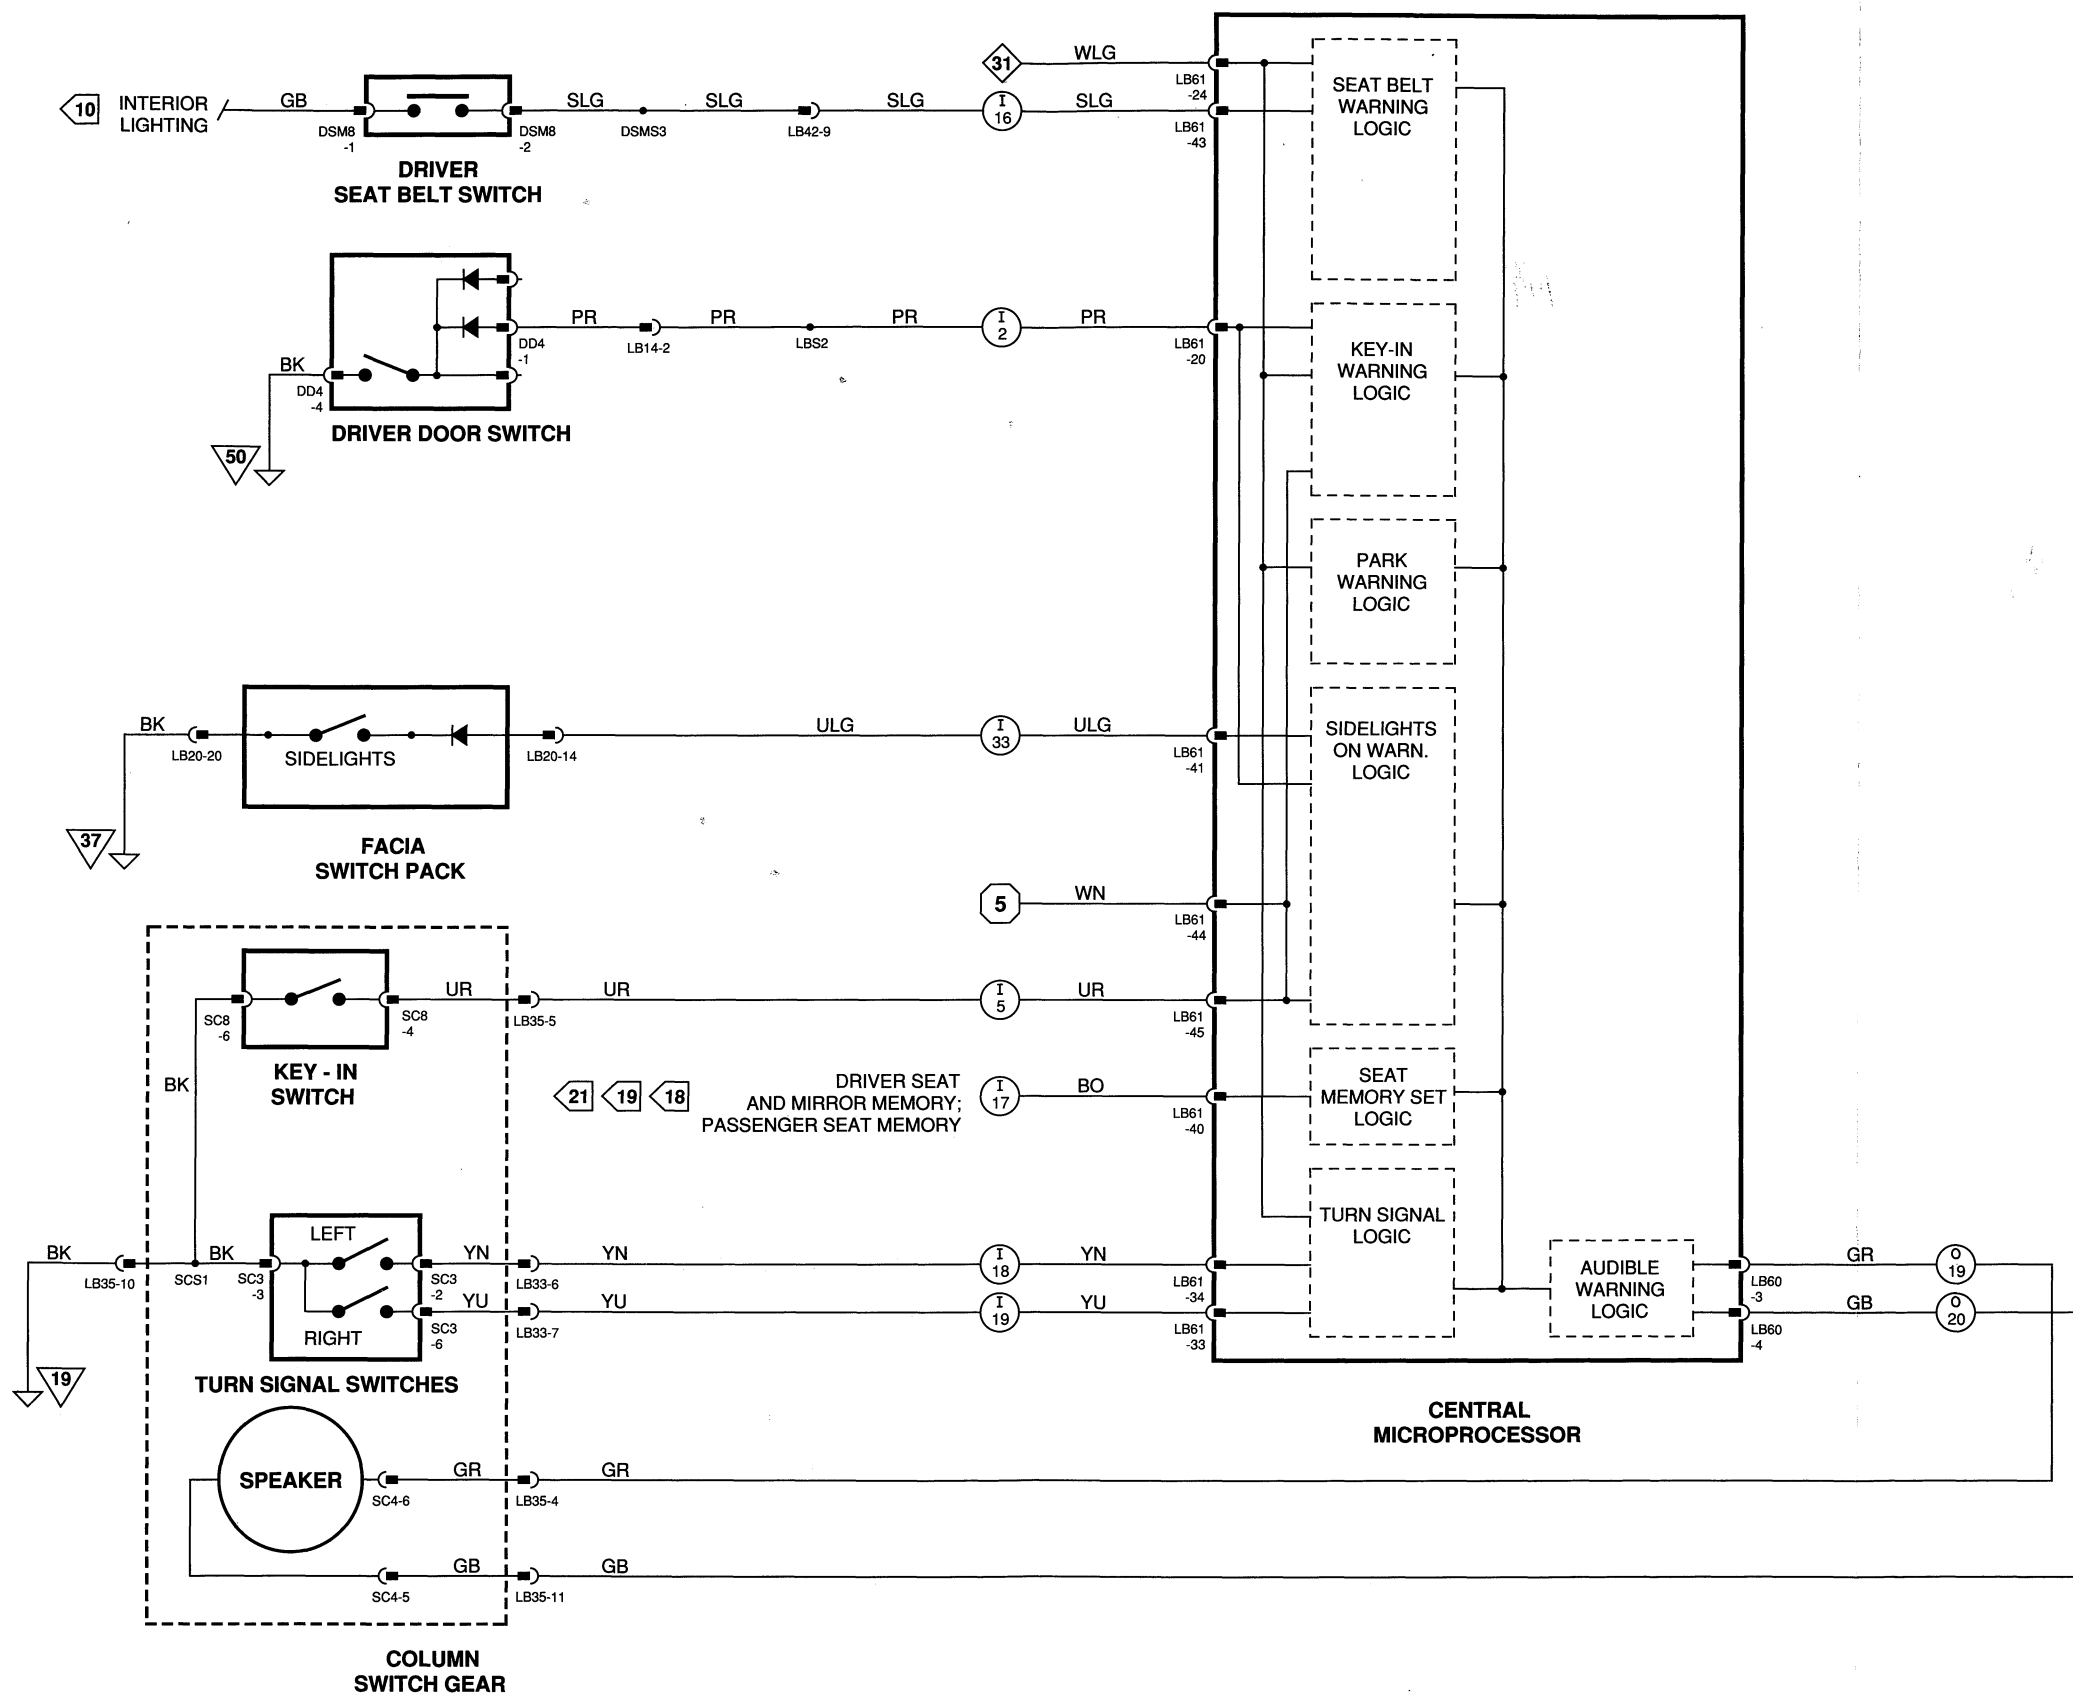 31 WLG LB61 -24
10 INTERIOR LIGHTING GB DSM8 -1 DSM8 -2 SLG DSMS3 SLG LB42-9 SLG I 16 SLG LB61 -43
DRIVER
SEAT BELT SWITCH
SEAT BELT
WARNING
LOGIC
PR LB14-2 PR LBS2 PR I 2 PR LB61 -20
DD4 -1
BK DD4 -4
DRIVER DOOR SWITCH
50
KEY-IN
WARNING
LOGIC
PARK
WARNING
LOGIC
BK LB20-20 SIDELIGHTS LB20-14 ULG I 33 ULG LB61 -41
37
FACIA
SWITCH PACK
SIDELIGHTS
ON WARN.
LOGIC
5 WN LB61 -44
SC8 -6 SC8 -4 UR LB35-5 UR I 5 UR LB61 -45
KEY - IN
SWITCH
BK
21 19 18
DRIVER SEAT
AND MIRROR MEMORY;
PASSENGER SEAT MEMORY
I 17 BO LB61 -40
SEAT
MEMORY SET
LOGIC
TURN SIGNAL
LOGIC
BK LB35-10 SCS1 BK SC3 -3 LEFT SC3 -2 YN LB33-6 YN I 18 YN LB61 -34
RIGHT SC3 -6 YU LB33-7 YU I 19 YU LB61 -33
19
TURN SIGNAL SWITCHES
AUDIBLE
WARNING
LOGIC
LB60 -3 GR O 19
LB60 -4 GB O 20
CENTRAL
MICROPROCESSOR
SPEAKER SC4-6 GR LB35-4 GR
SC4-5 GB LB35-11 GB
COLUMN
SWITCH GEAR